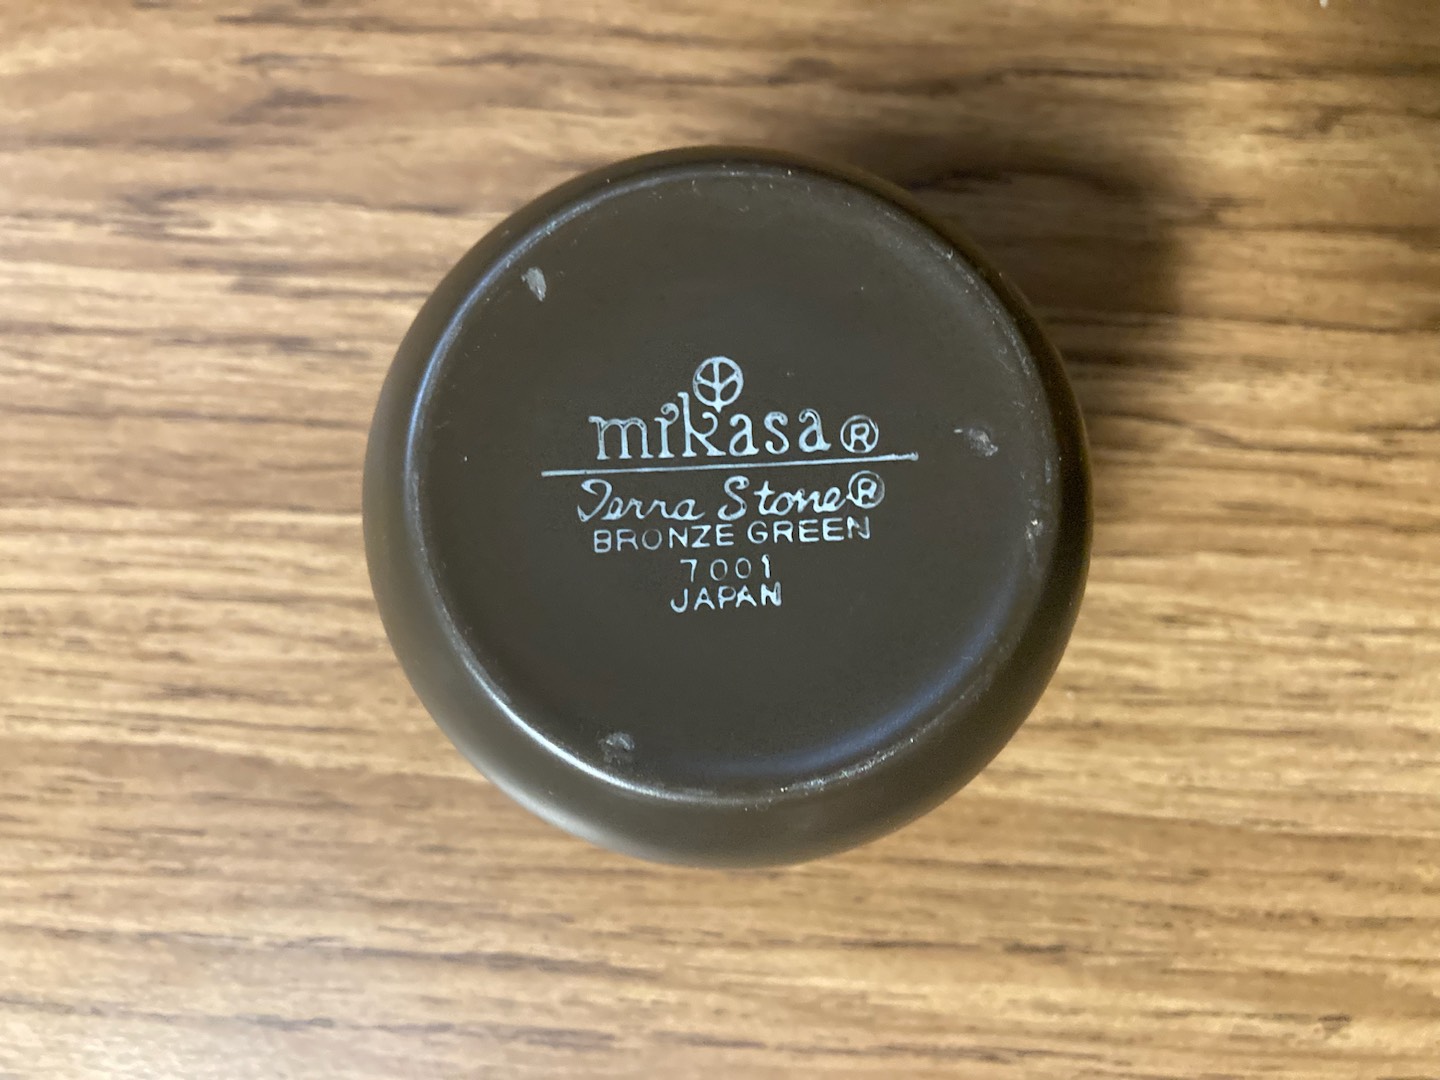 mikasa®
Terra Stone®
BRONZE GREEN
7001
JAPAN